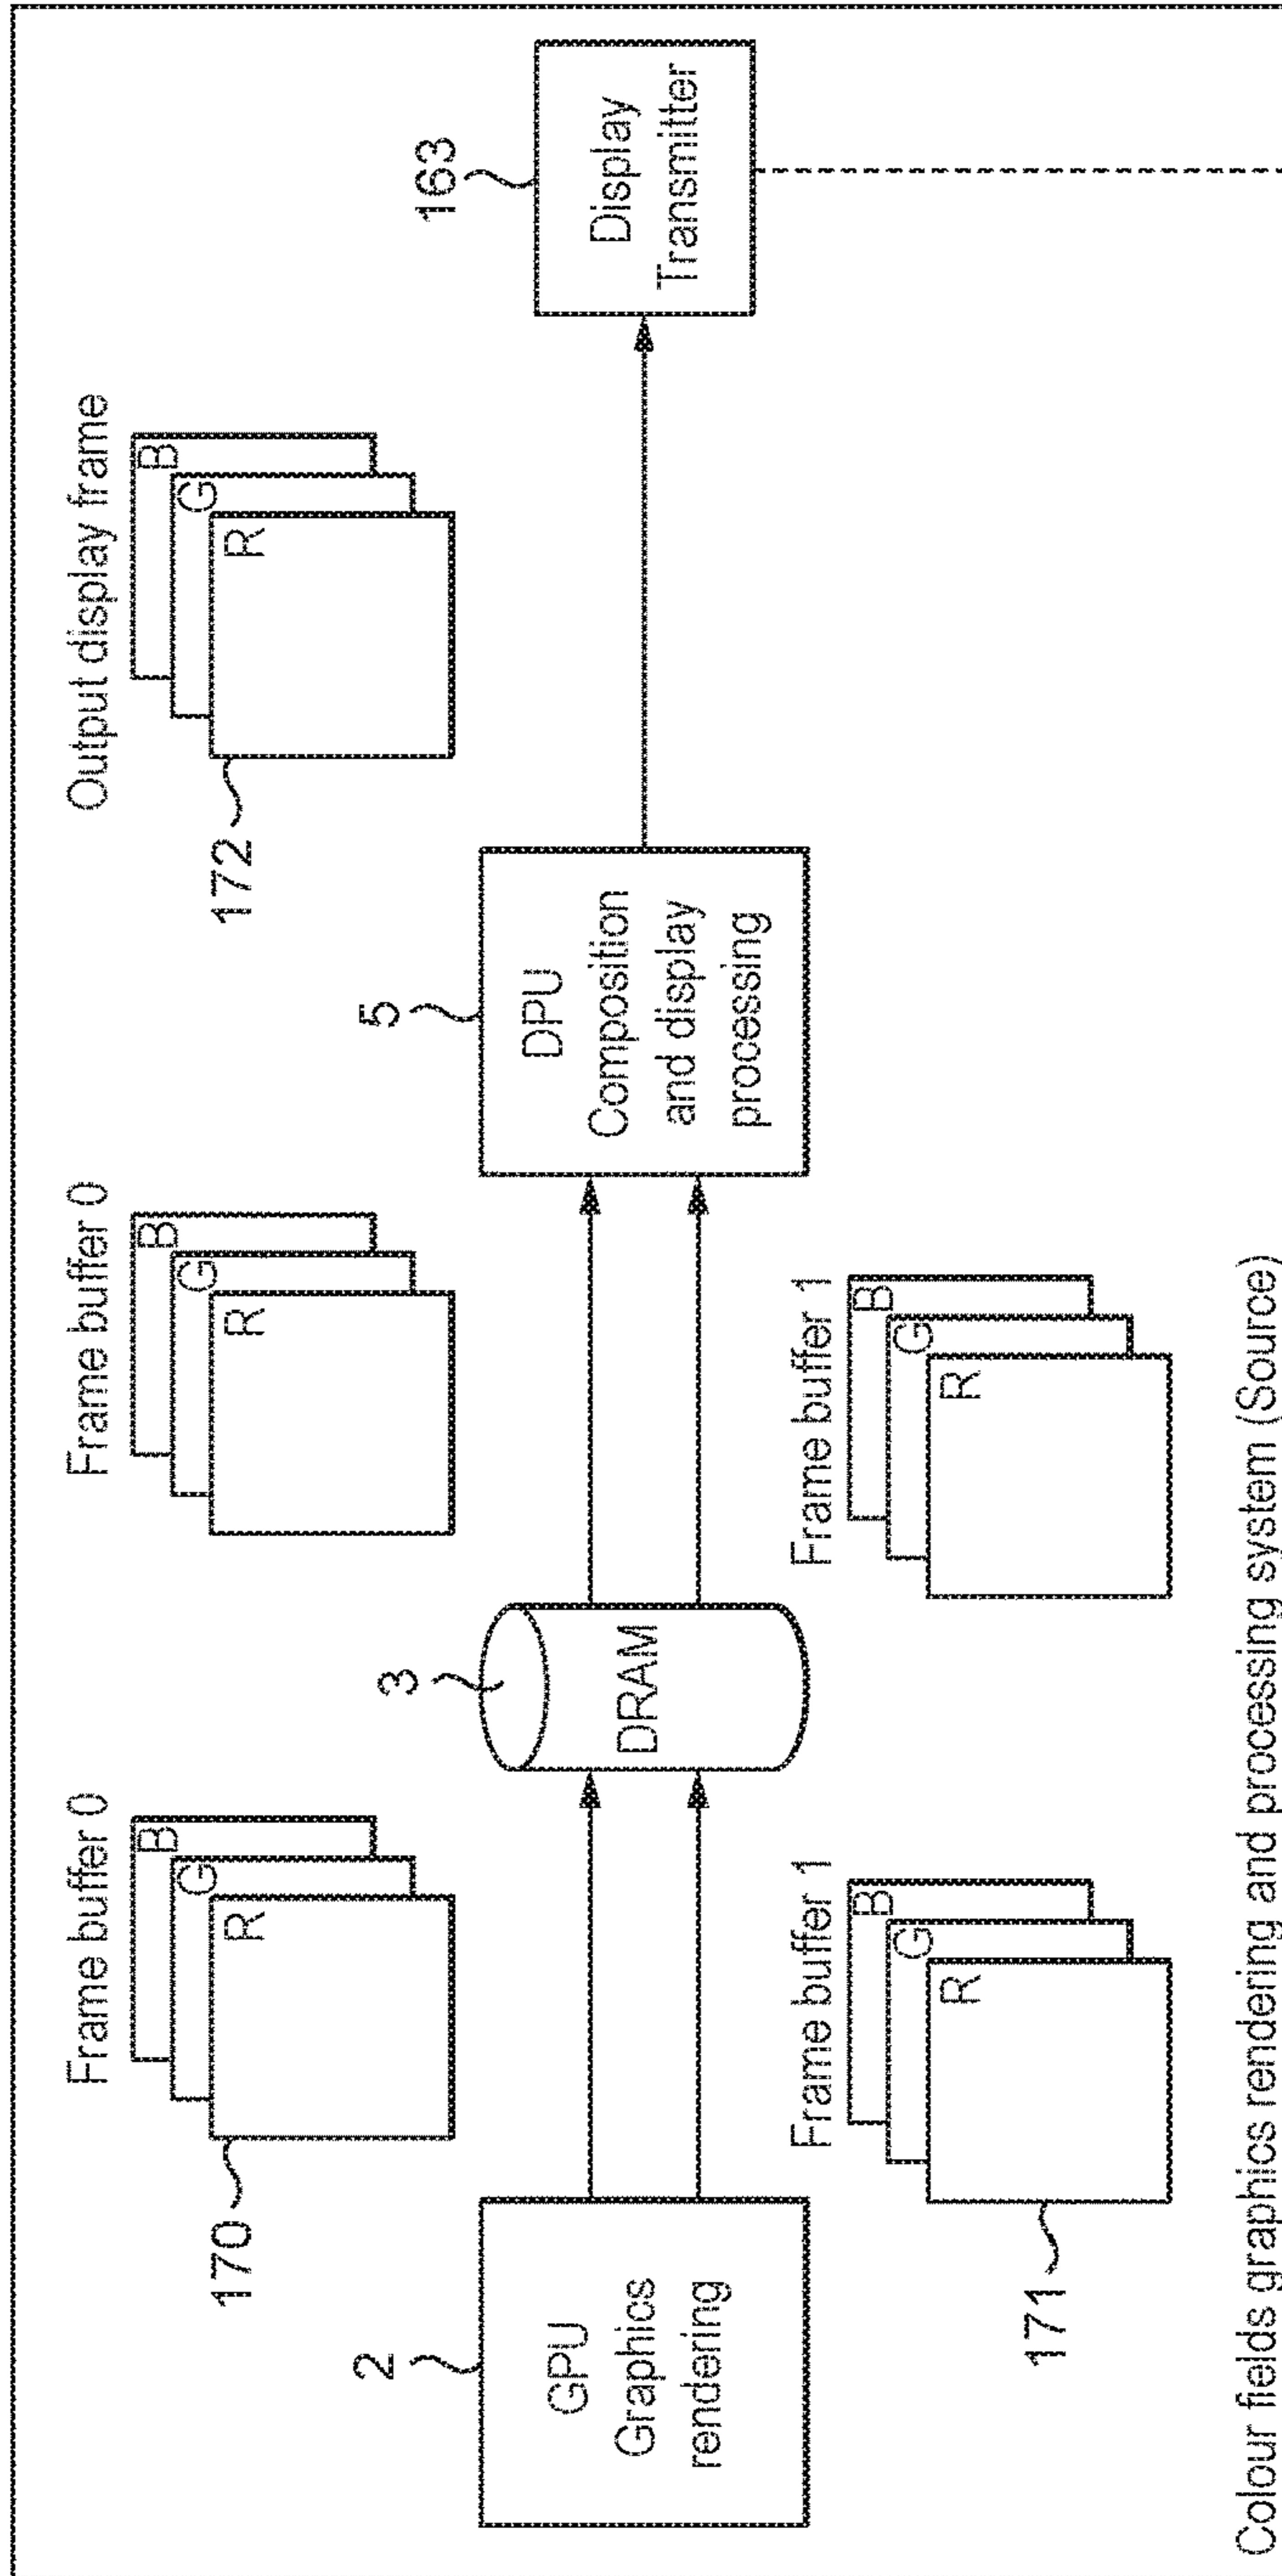 Frame buffer 0
B
G
R
170
Frame buffer 0
B
G
R
Output display frame
B
G
R
172
2
GPU
Graphics
rendering
3
DRAM
5
DPU
Composition
and display
processing
163
Display
Transmitter
Frame buffer 1
B
G
R
171
Frame buffer 1
B
G
R
Colour fields graphics rendering and processing system (Source)